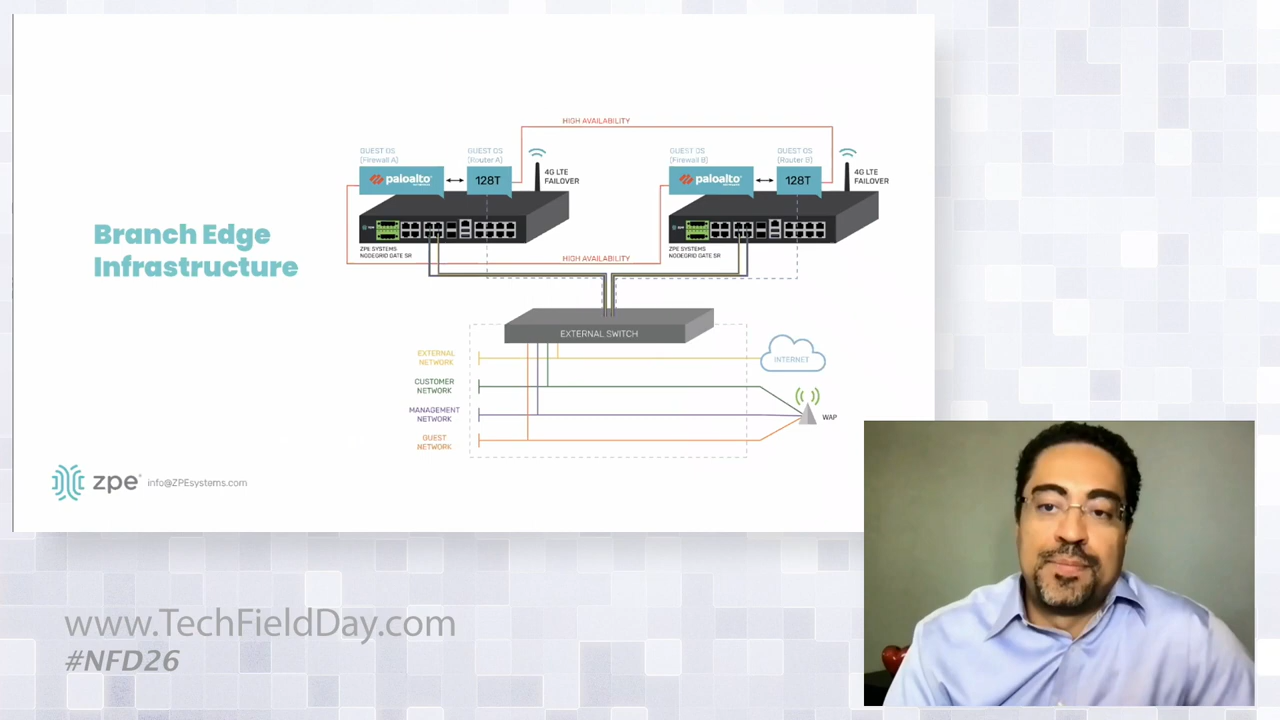 HIGH AVAILABILITY
GUEST OS
(Firewall A)
GUEST OS
(Router A)
GUEST OS
(Firewall B)
GUEST OS
(Router B)
paloalto
128T
4G LTE
FAILOVER
paloalto
128T
4G LTE
FAILOVER
Branch Edge
Infrastructure
ZPE SYSTEMS
NODEGRID GATE SR
HIGH AVAILABILITY
ZPE SYSTEMS
NODEGRID GATE SR
EXTERNAL SWITCH
EXTERNAL
NETWORK
INTERNET
CUSTOMER
NETWORK
MANAGEMENT
NETWORK
WAP
GUEST
NETWORK
zpe
info@ZPEsystems.com
www.TechFieldDay.com
#NFD26